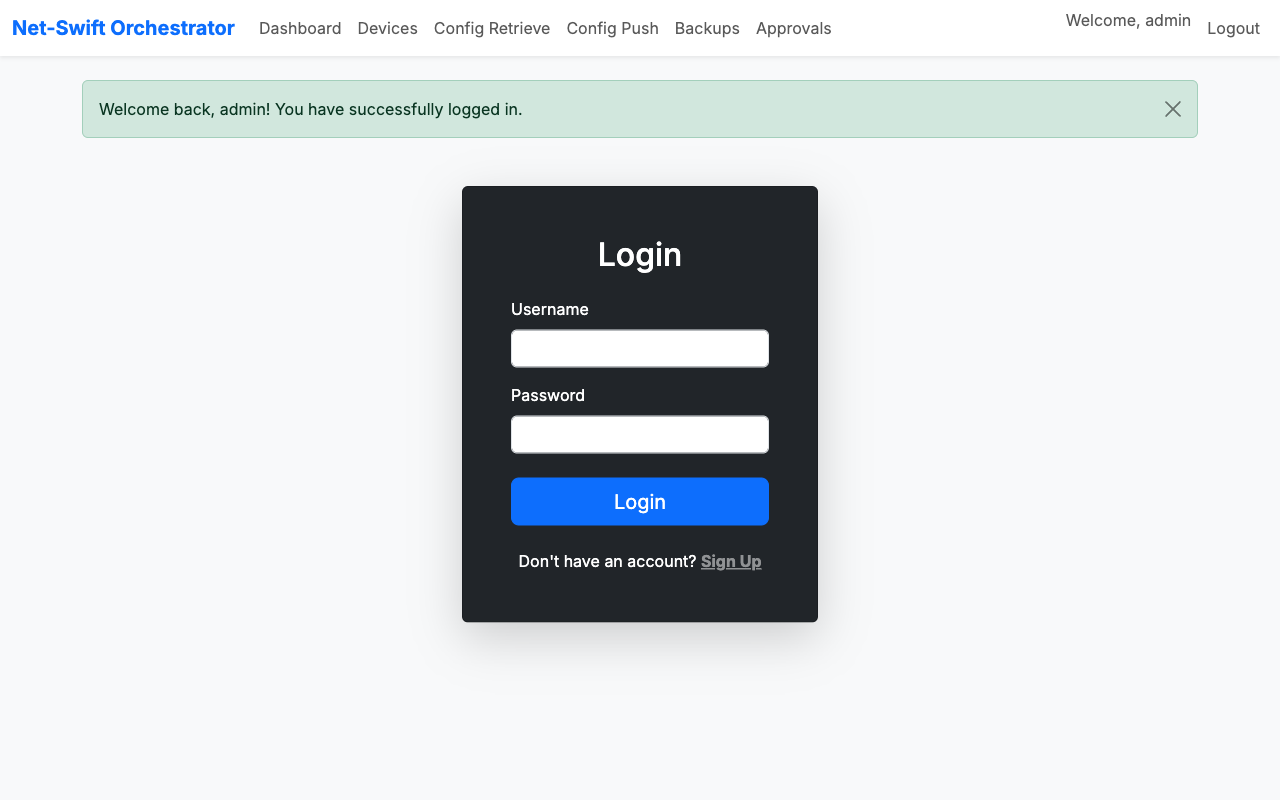 Net-Swift Orchestrator Dashboard Devices Config Retrieve Config Push Backups Approvals Welcome, admin Logout
Welcome back, admin! You have successfully logged in.
Login
Username
Password
Login
Don't have an account? Sign Up